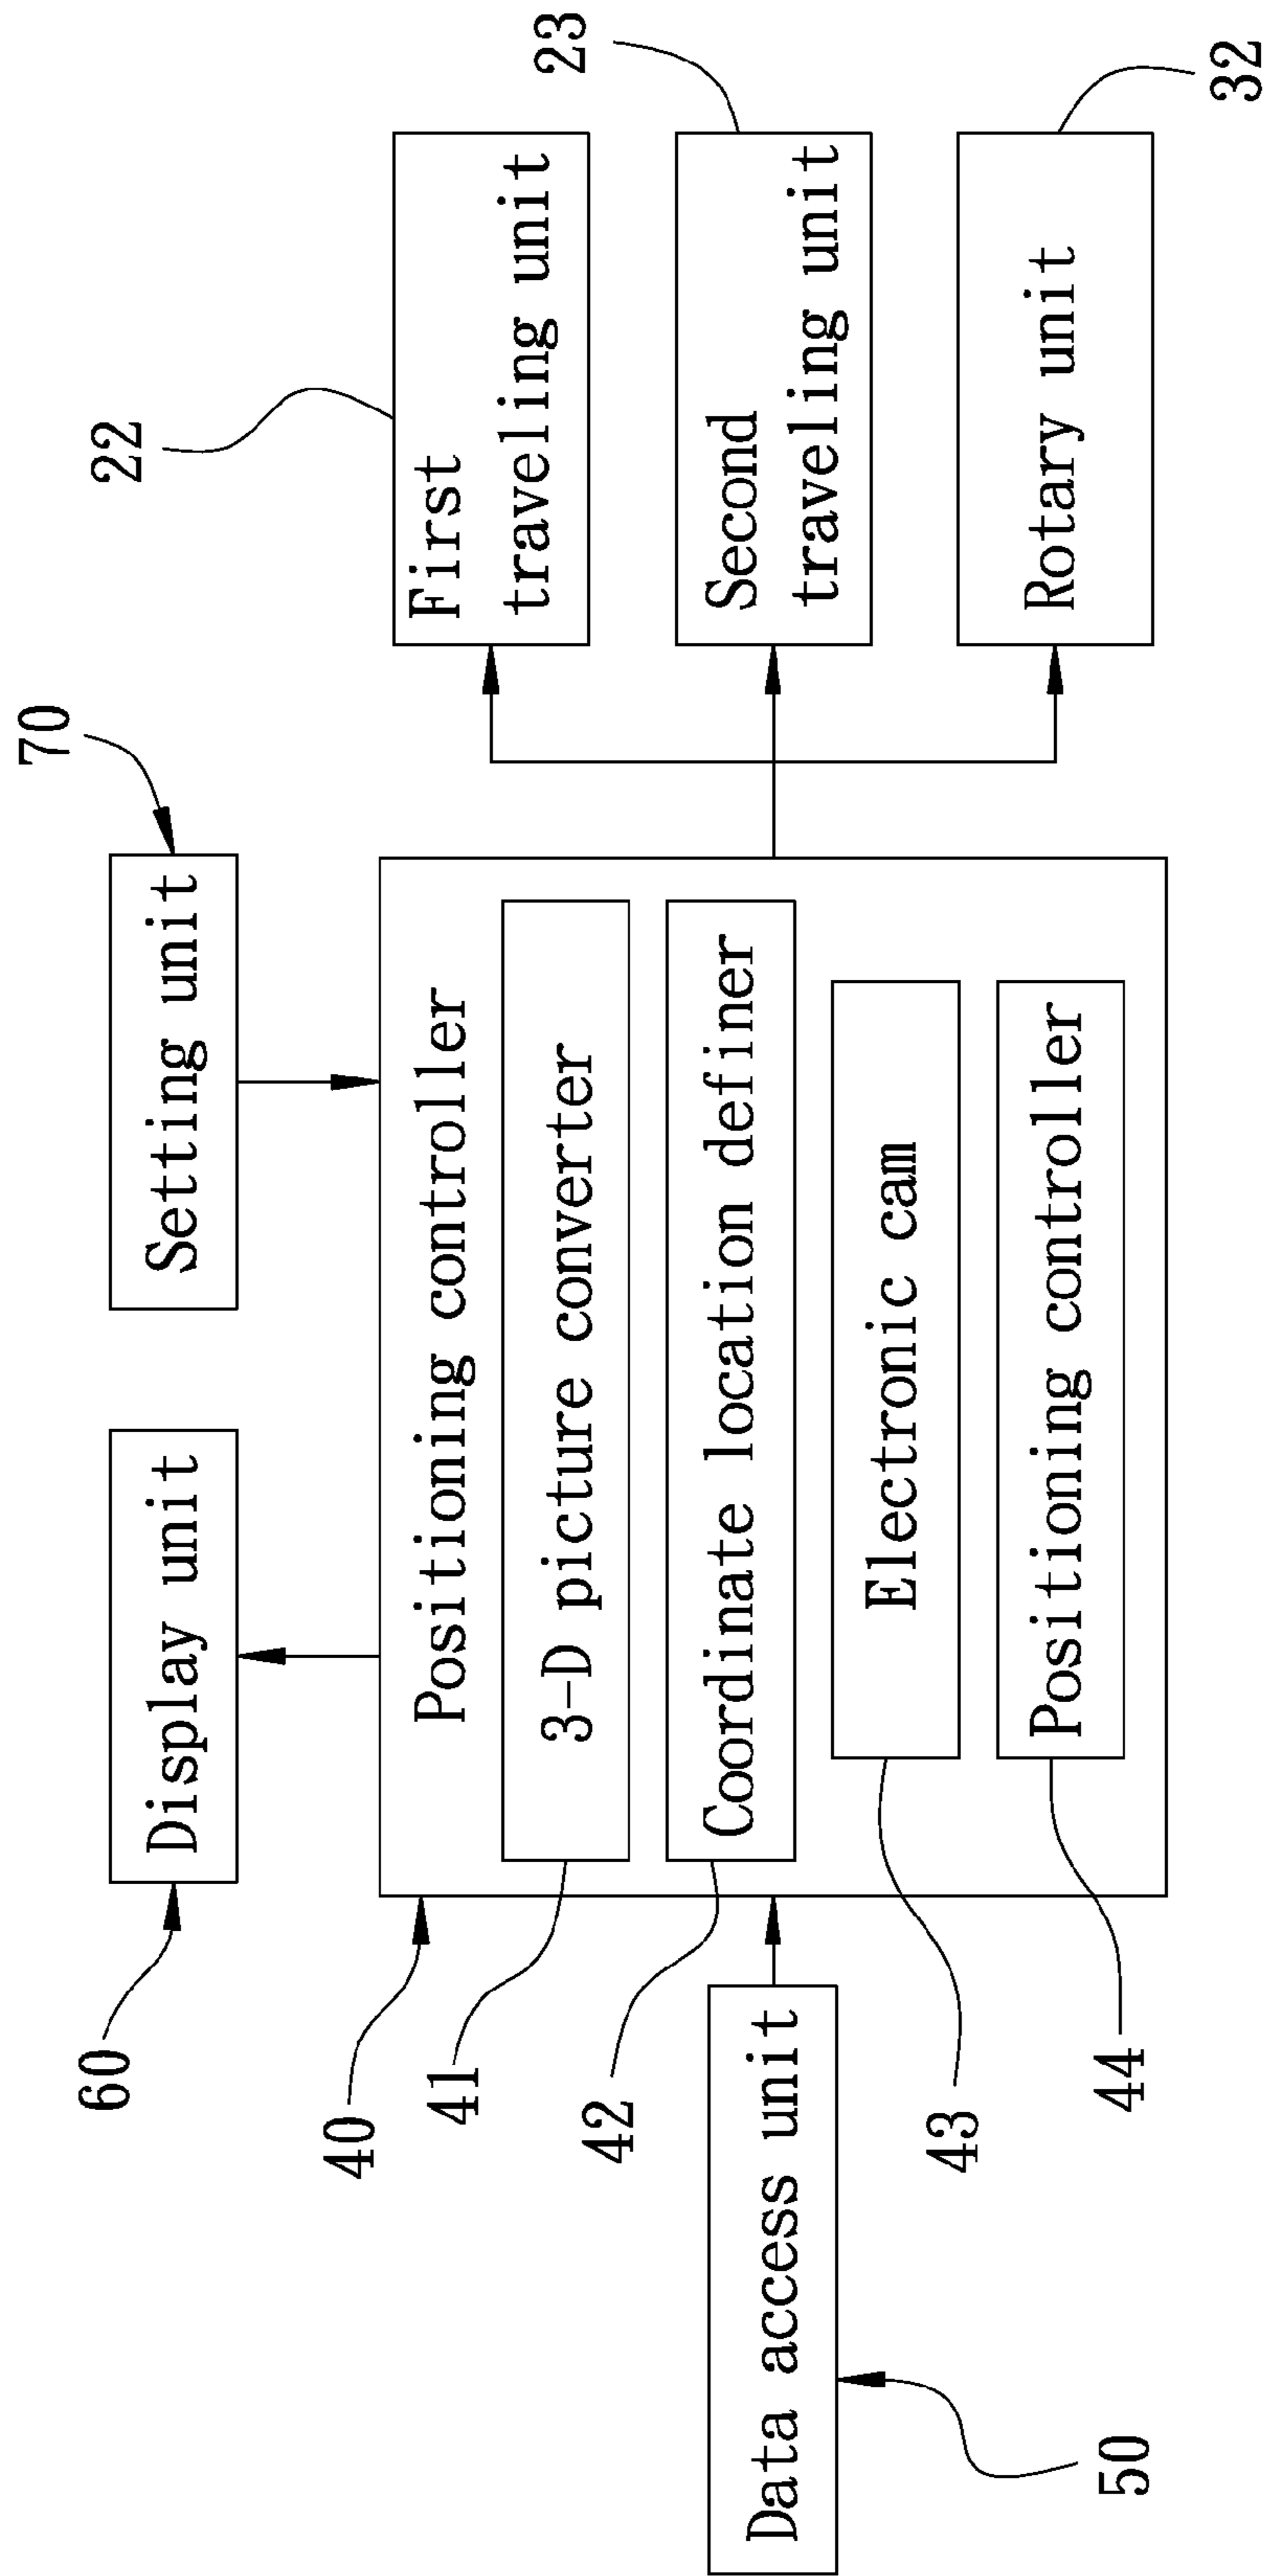 60
Display unit
Setting unit
70
40
Positioning controller
41
3-D picture converter
42
Coordinate location definer
43
Electronic cam
44
Positioning controller
50
Data access unit
22
First
traveling unit
23
Second
traveling unit
32
Rotary unit